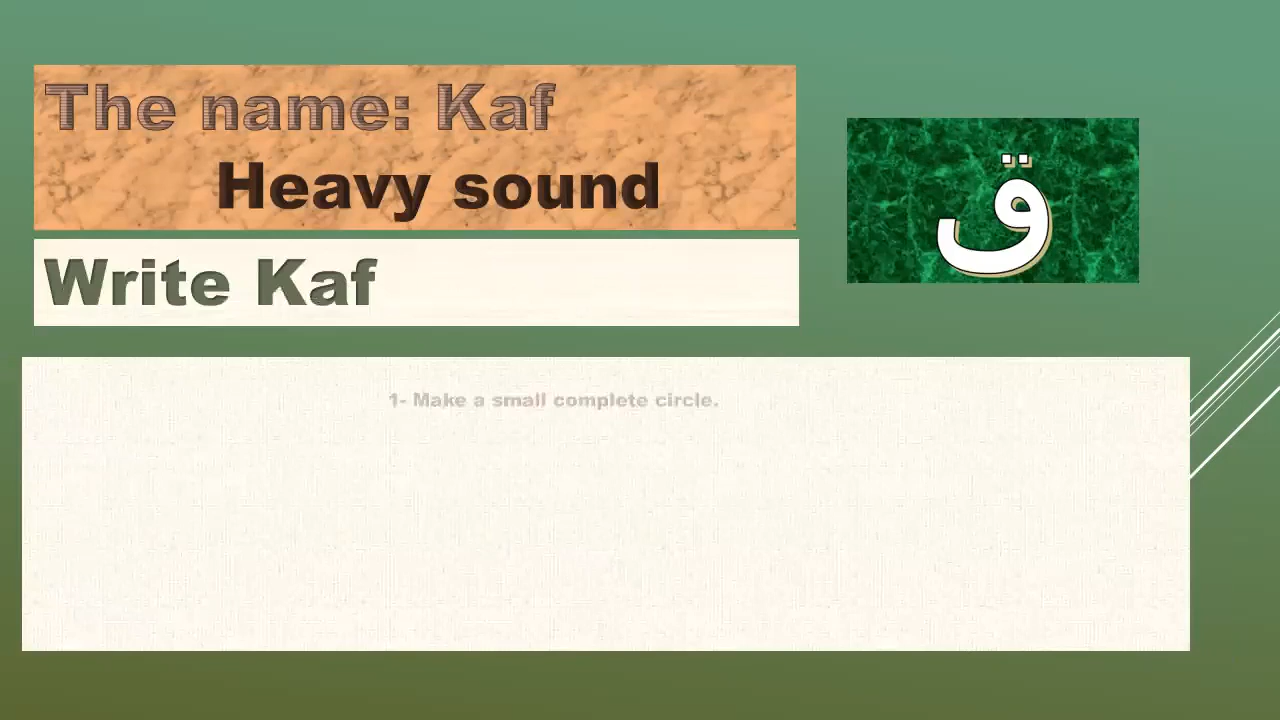 The name: Kaf
Heavy sound
ق
Write Kaf
1- Make a small complete circle.